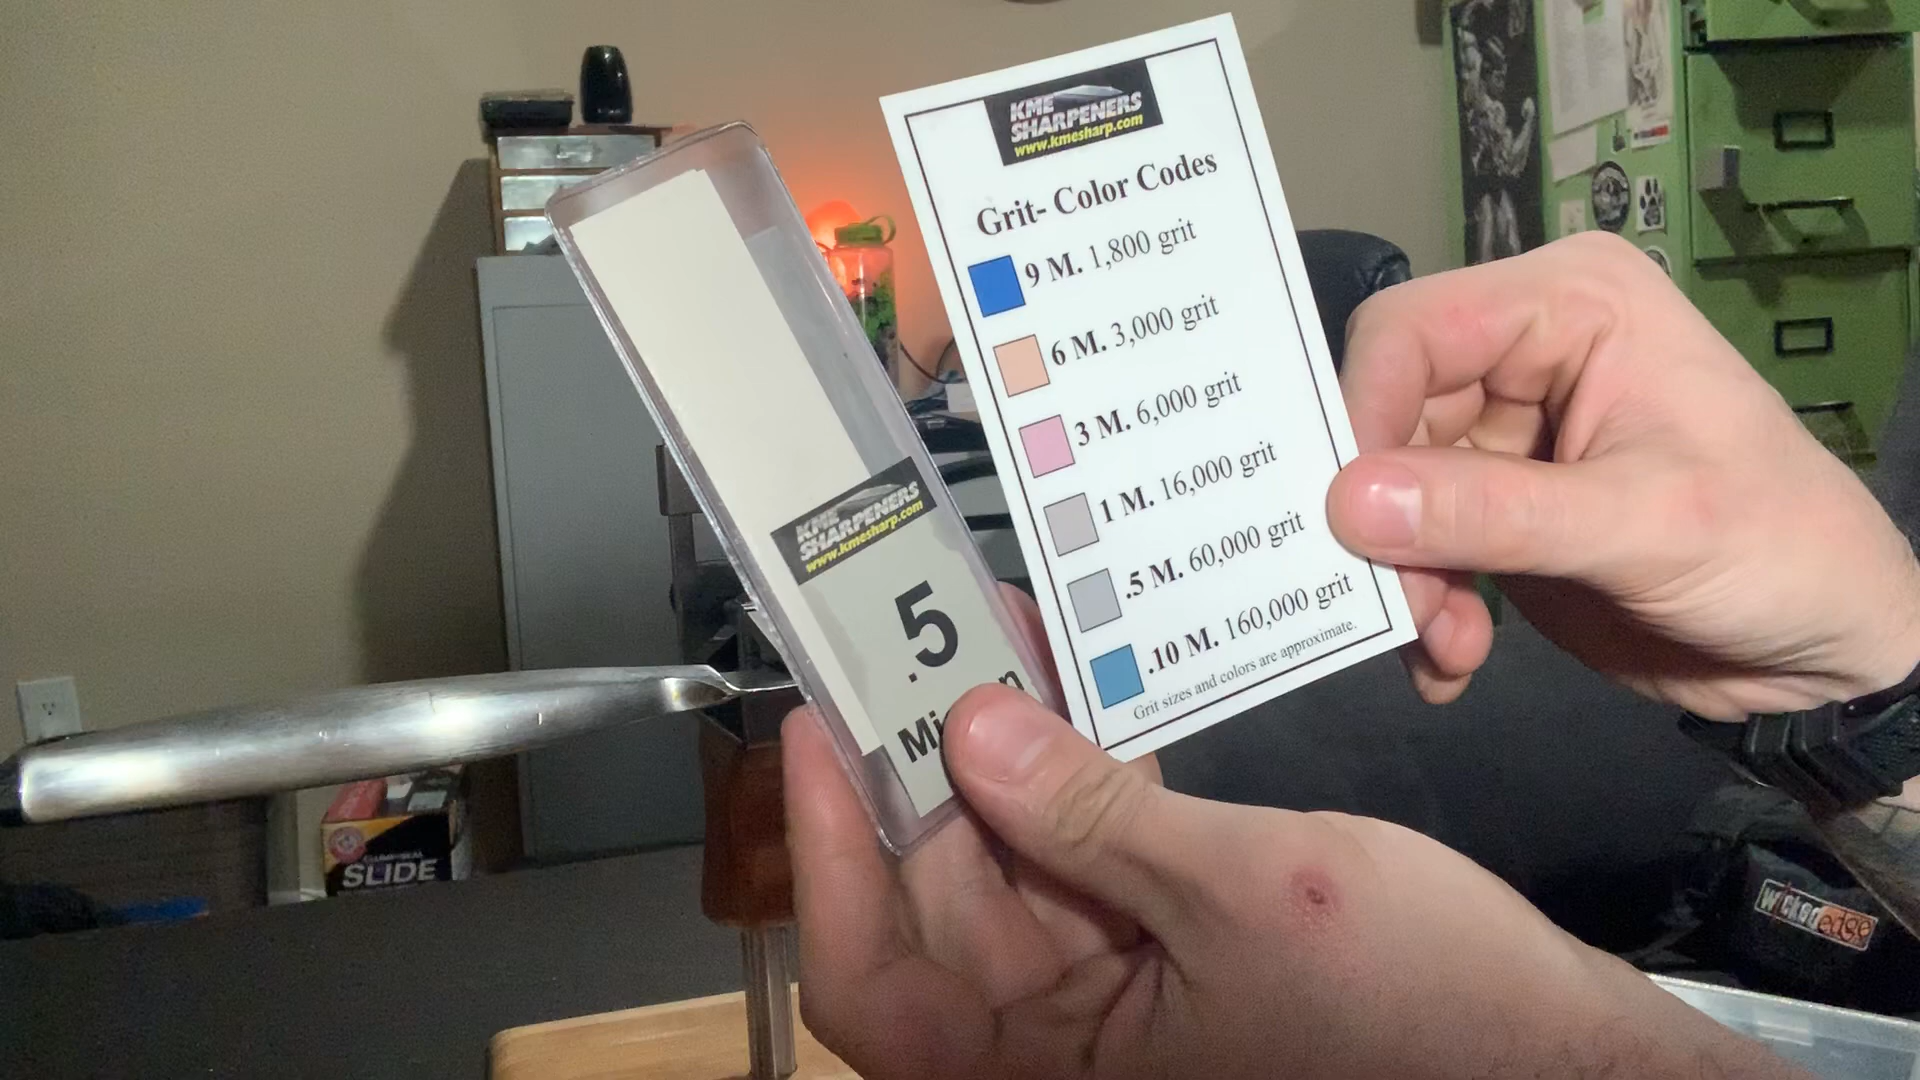 KME
SHARPENERS
www.kmesharp.com
Grit- Color Codes
9 M. 1,800 grit
6 M. 3,000 grit
3 M. 6,000 grit
1 M. 16,000 grit
.5 M. 60,000 grit
.10 M. 160,000 grit
Grit sizes and colors are approximate.
KME
SHARPENERS
www.kmesharp.com
.5
SLIDE
wicked edge